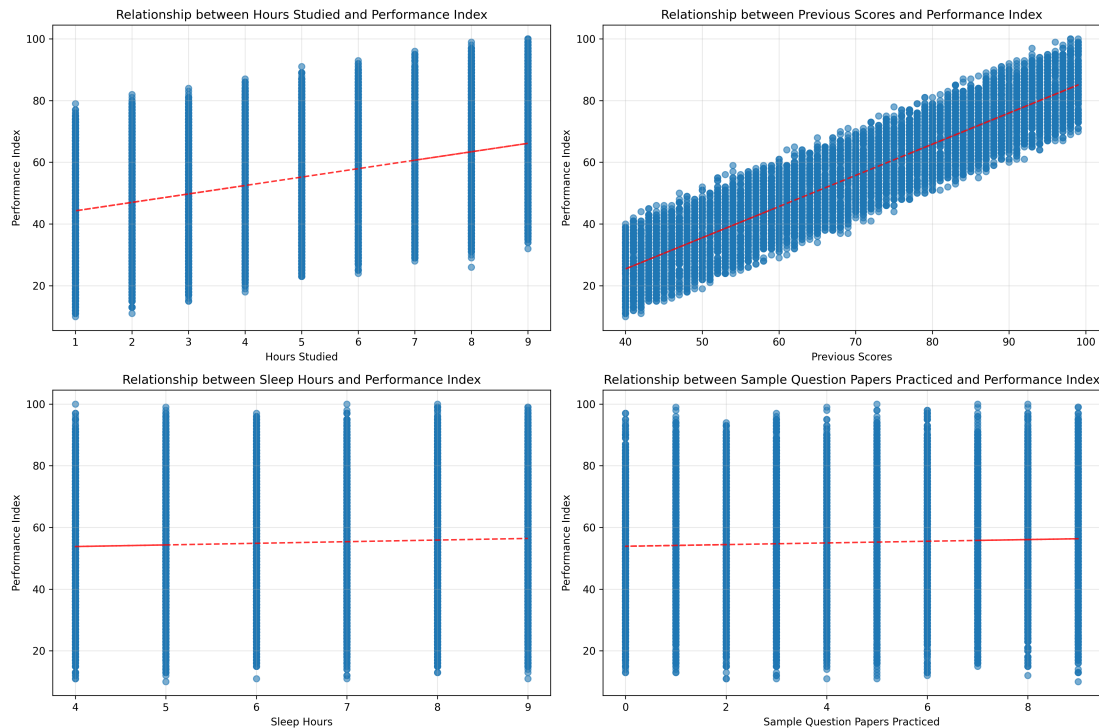 Relationship between Hours Studied and Performance Index
Performance Index
100
80
60
40
20
1 2 3 4 5 6 7 8 9
Hours Studied
Relationship between Previous Scores and Performance Index
Performance Index
100
80
60
40
20
40 50 60 70 80 90 100
Previous Scores
Relationship between Sleep Hours and Performance Index
Performance Index
100
80
60
40
20
4 5 6 7 8 9
Sleep Hours
Relationship between Sample Question Papers Practiced and Performance Index
Performance Index
100
80
60
40
20
0 2 4 6 8
Sample Question Papers Practiced